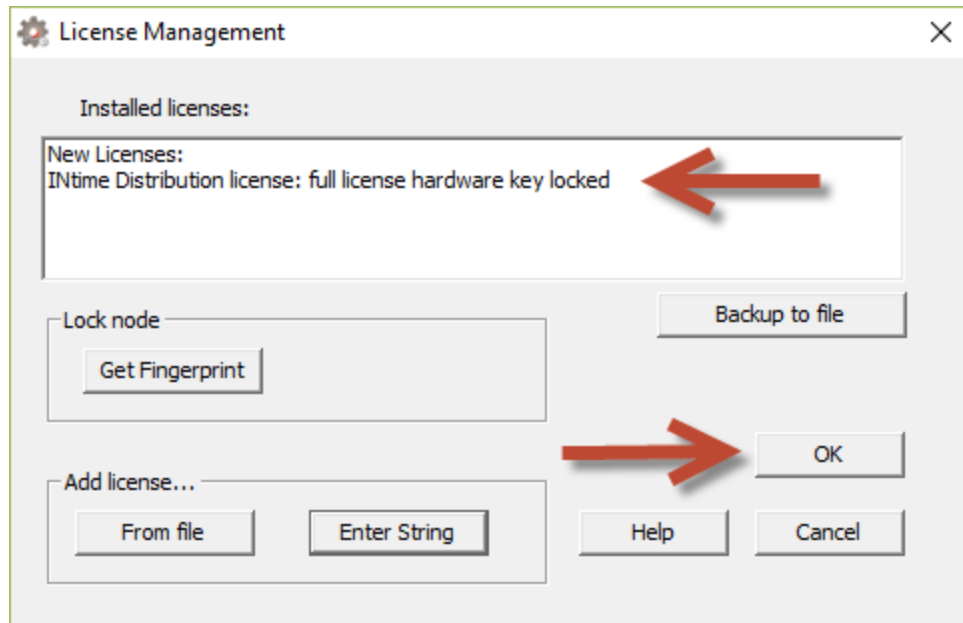 License Management
Installed licenses:
New Licenses:
INtime Distribution license: full license hardware key locked
Backup to file
Lock node
Get Fingerprint
OK
Add license...
From file
Enter String
Help
Cancel